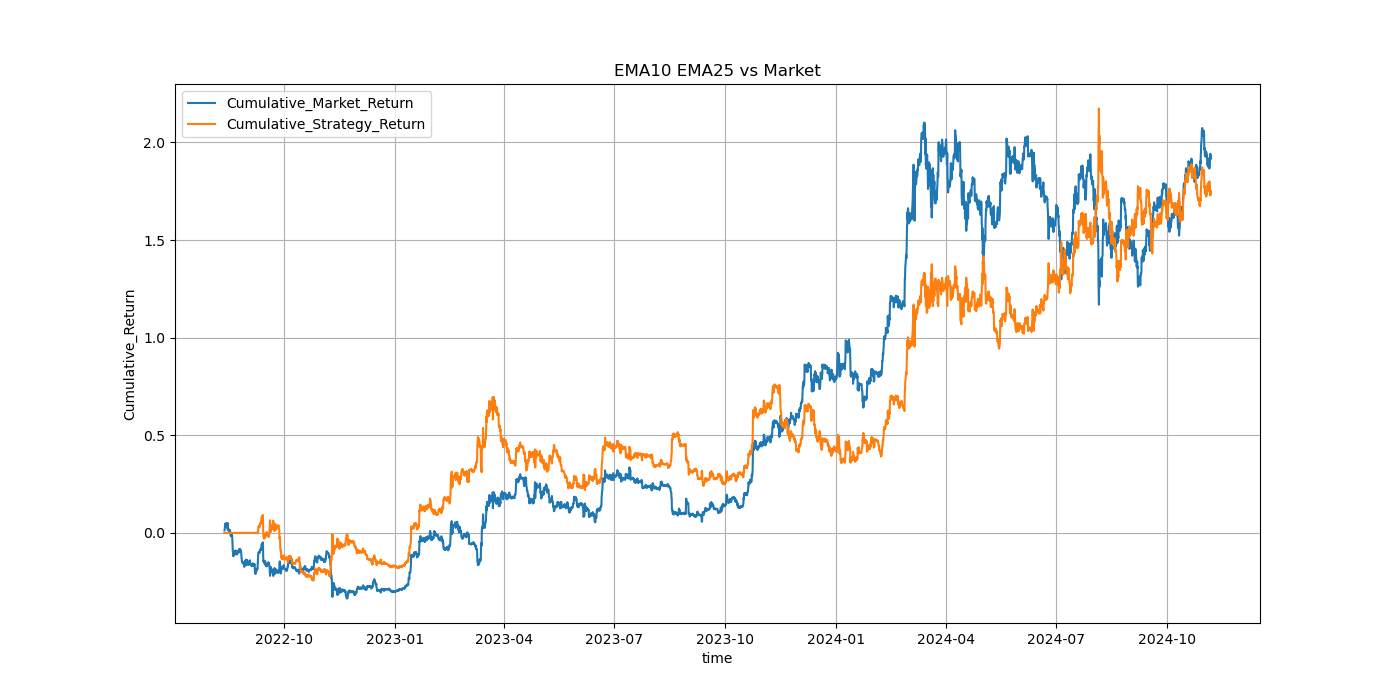 EMA10 EMA25 vs Market
Cumulative_Market_Return
Cumulative_Strategy_Return
Cumulative_Return
2.0
1.5
1.0
0.5
0.0
2022-10
2023-01
2023-04
2023-07
2023-10
2024-01
2024-04
2024-07
2024-10
time